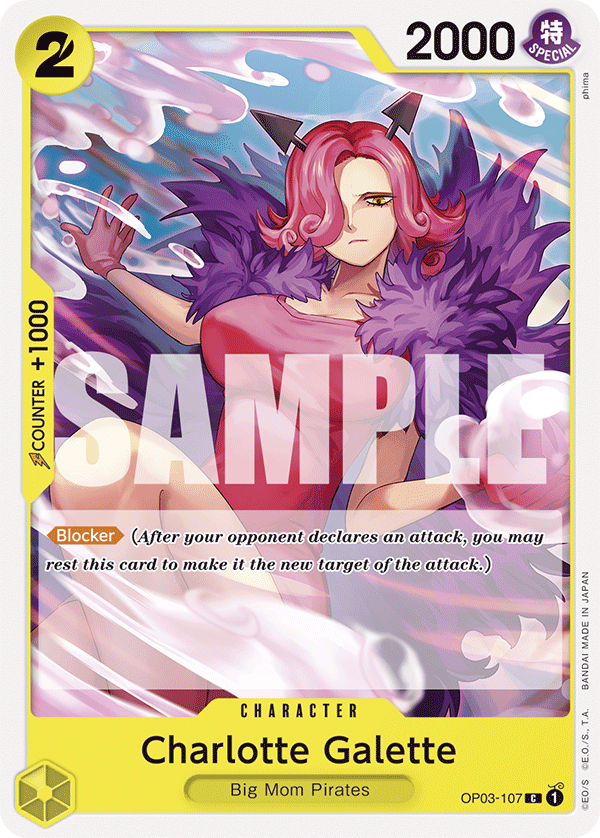 2
2000
特
SPECIAL
phima
COUNTER +1000
SAMPLE
Blocker (After your opponent declares an attack, you may
rest this card to make it the new target of the attack.)
CHARACTER
Charlotte Galette
Big Mom Pirates
OP03-107 C 1
©EO/S ©E.O./S., T.A. BANDAI MADE IN JAPAN